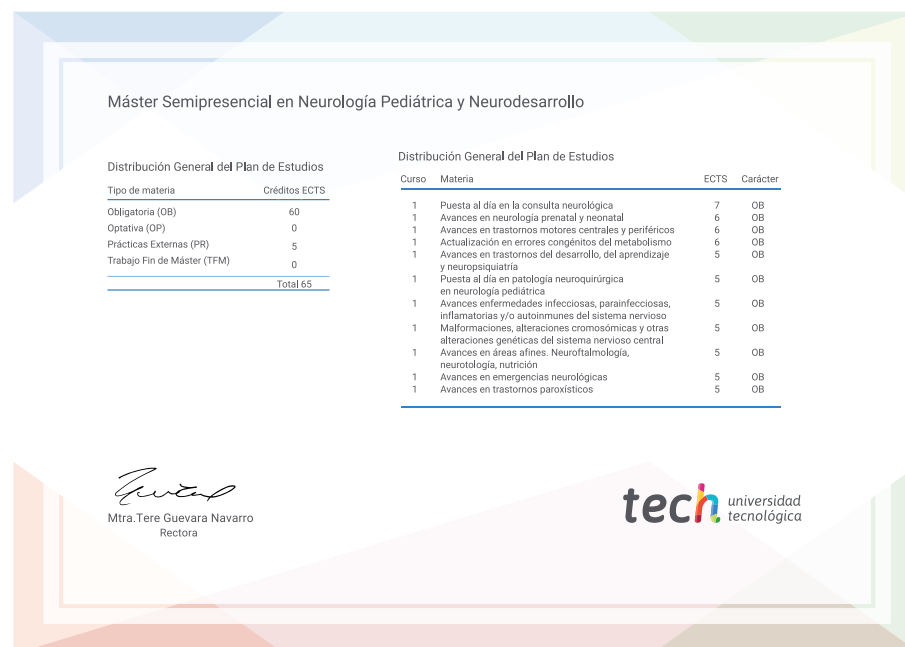 Máster Semipresencial en Neurología Pediátrica y Neurodesarrollo
Distribución General del Plan de Estudios
Tipo de materia Créditos ECTS
Obligatoria (OB) 60
Optativa (OP) 0
Prácticas Externas (PR) 5
Trabajo Fin de Máster (TFM) 0
Total 65
Distribución General del Plan de Estudios
Curso Materia ECTS Carácter
1 Puesta al día en la consulta neurológica 7 OB
1 Avances en neurología prenatal y neonatal 6 OB
1 Avances en trastornos motores centrales y periféricos 6 OB
1 Actualización en errores congénitos del metabolismo 6 OB
1 Avances en trastornos del desarrollo, del aprendizaje 5 OB
y neuropsiquiatría
1 Puesta al día en patología neuroquirúrgica 5 OB
en neurología pediátrica
1 Avances enfermedades infecciosas, parainfecciosas, 5 OB
inflamatorias y/o autoinmunes del sistema nervioso
1 Malformaciones, alteraciones cromosómicas y otras 5 OB
alteraciones genéticas del sistema nervioso central
1 Avances en áreas afines. Neuroftalmología, 5 OB
neurotología, nutrición
1 Avances en emergencias neurológicas 5 OB
1 Avances en trastornos paroxísticos 5 OB
Mtra.Tere Guevara Navarro
Rectora
tech universidad
tecnológica